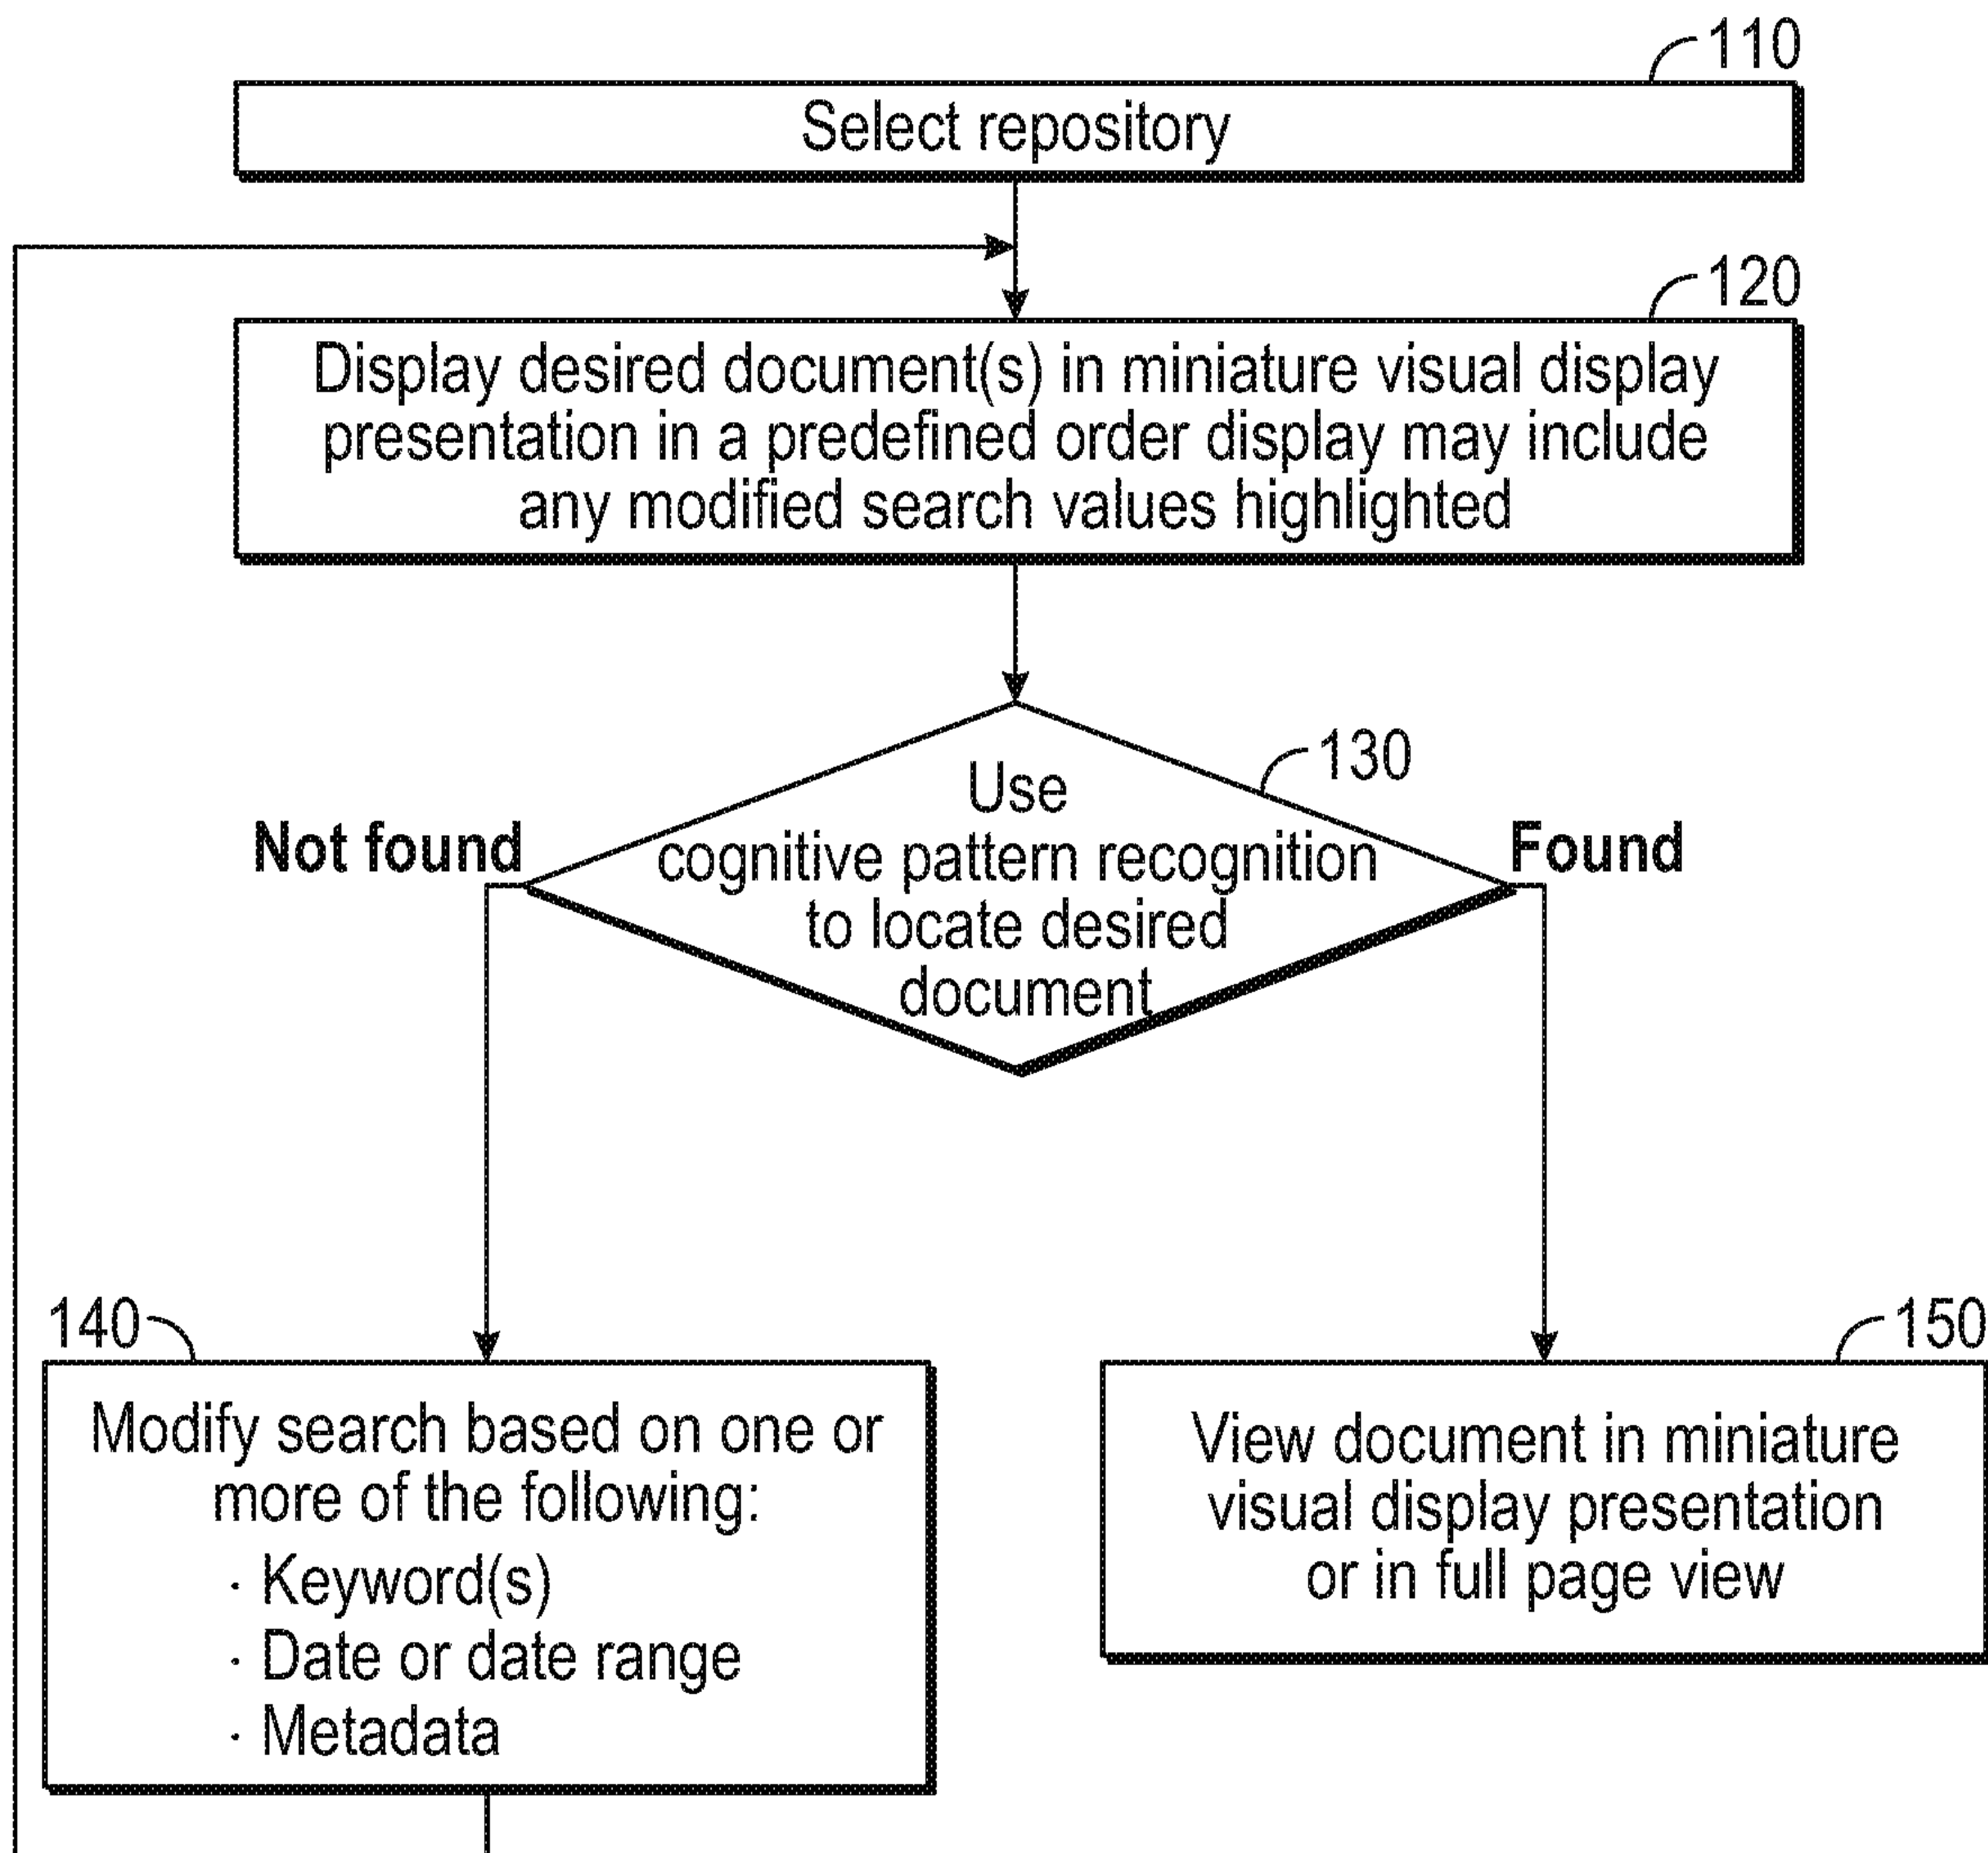 110
Select repository
120
Display desired document(s) in miniature visual display
presentation in a predefined order display may include
any modified search values highlighted
130
Use
cognitive pattern recognition
to locate desired
document
Not found
Found
140
Modify search based on one or
more of the following:
· Keyword(s)
· Date or date range
· Metadata
150
View document in miniature
visual display presentation
or in full page view